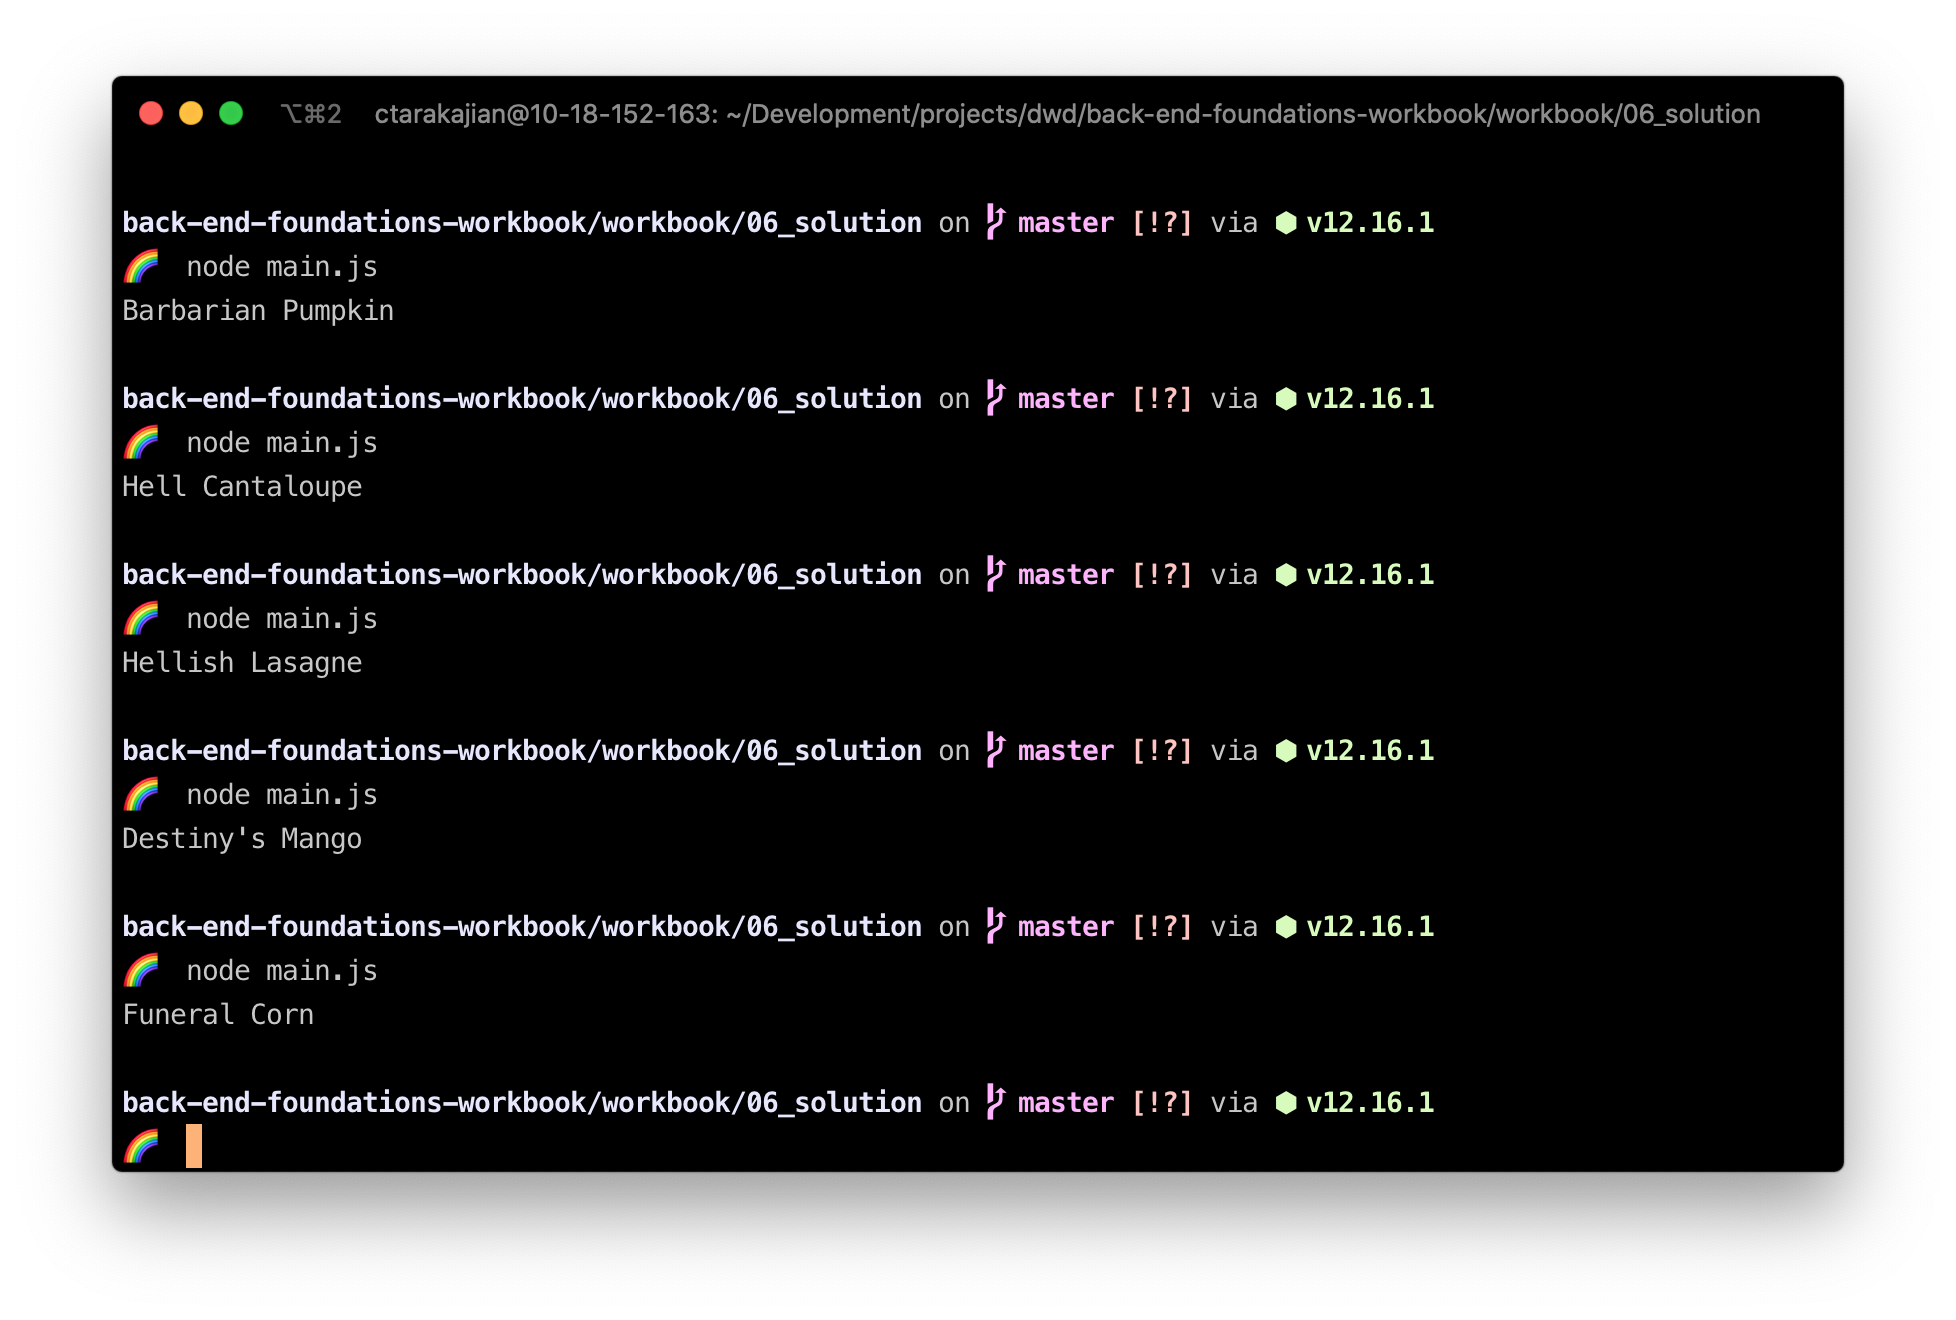 ⌥⌘2 ctarakajian@10-18-152-163: ~/Development/projects/dwd/back-end-foundations-workbook/workbook/06_solution
back-end-foundations-workbook/workbook/06_solution on master [!?] via ⬢ v12.16.1
🌈 node main.js
Barbarian Pumpkin
back-end-foundations-workbook/workbook/06_solution on master [!?] via ⬢ v12.16.1
🌈 node main.js
Hell Cantaloupe
back-end-foundations-workbook/workbook/06_solution on master [!?] via ⬢ v12.16.1
🌈 node main.js
Hellish Lasagne
back-end-foundations-workbook/workbook/06_solution on master [!?] via ⬢ v12.16.1
🌈 node main.js
Destiny's Mango
back-end-foundations-workbook/workbook/06_solution on master [!?] via ⬢ v12.16.1
🌈 node main.js
Funeral Corn
back-end-foundations-workbook/workbook/06_solution on master [!?] via ⬢ v12.16.1
🌈